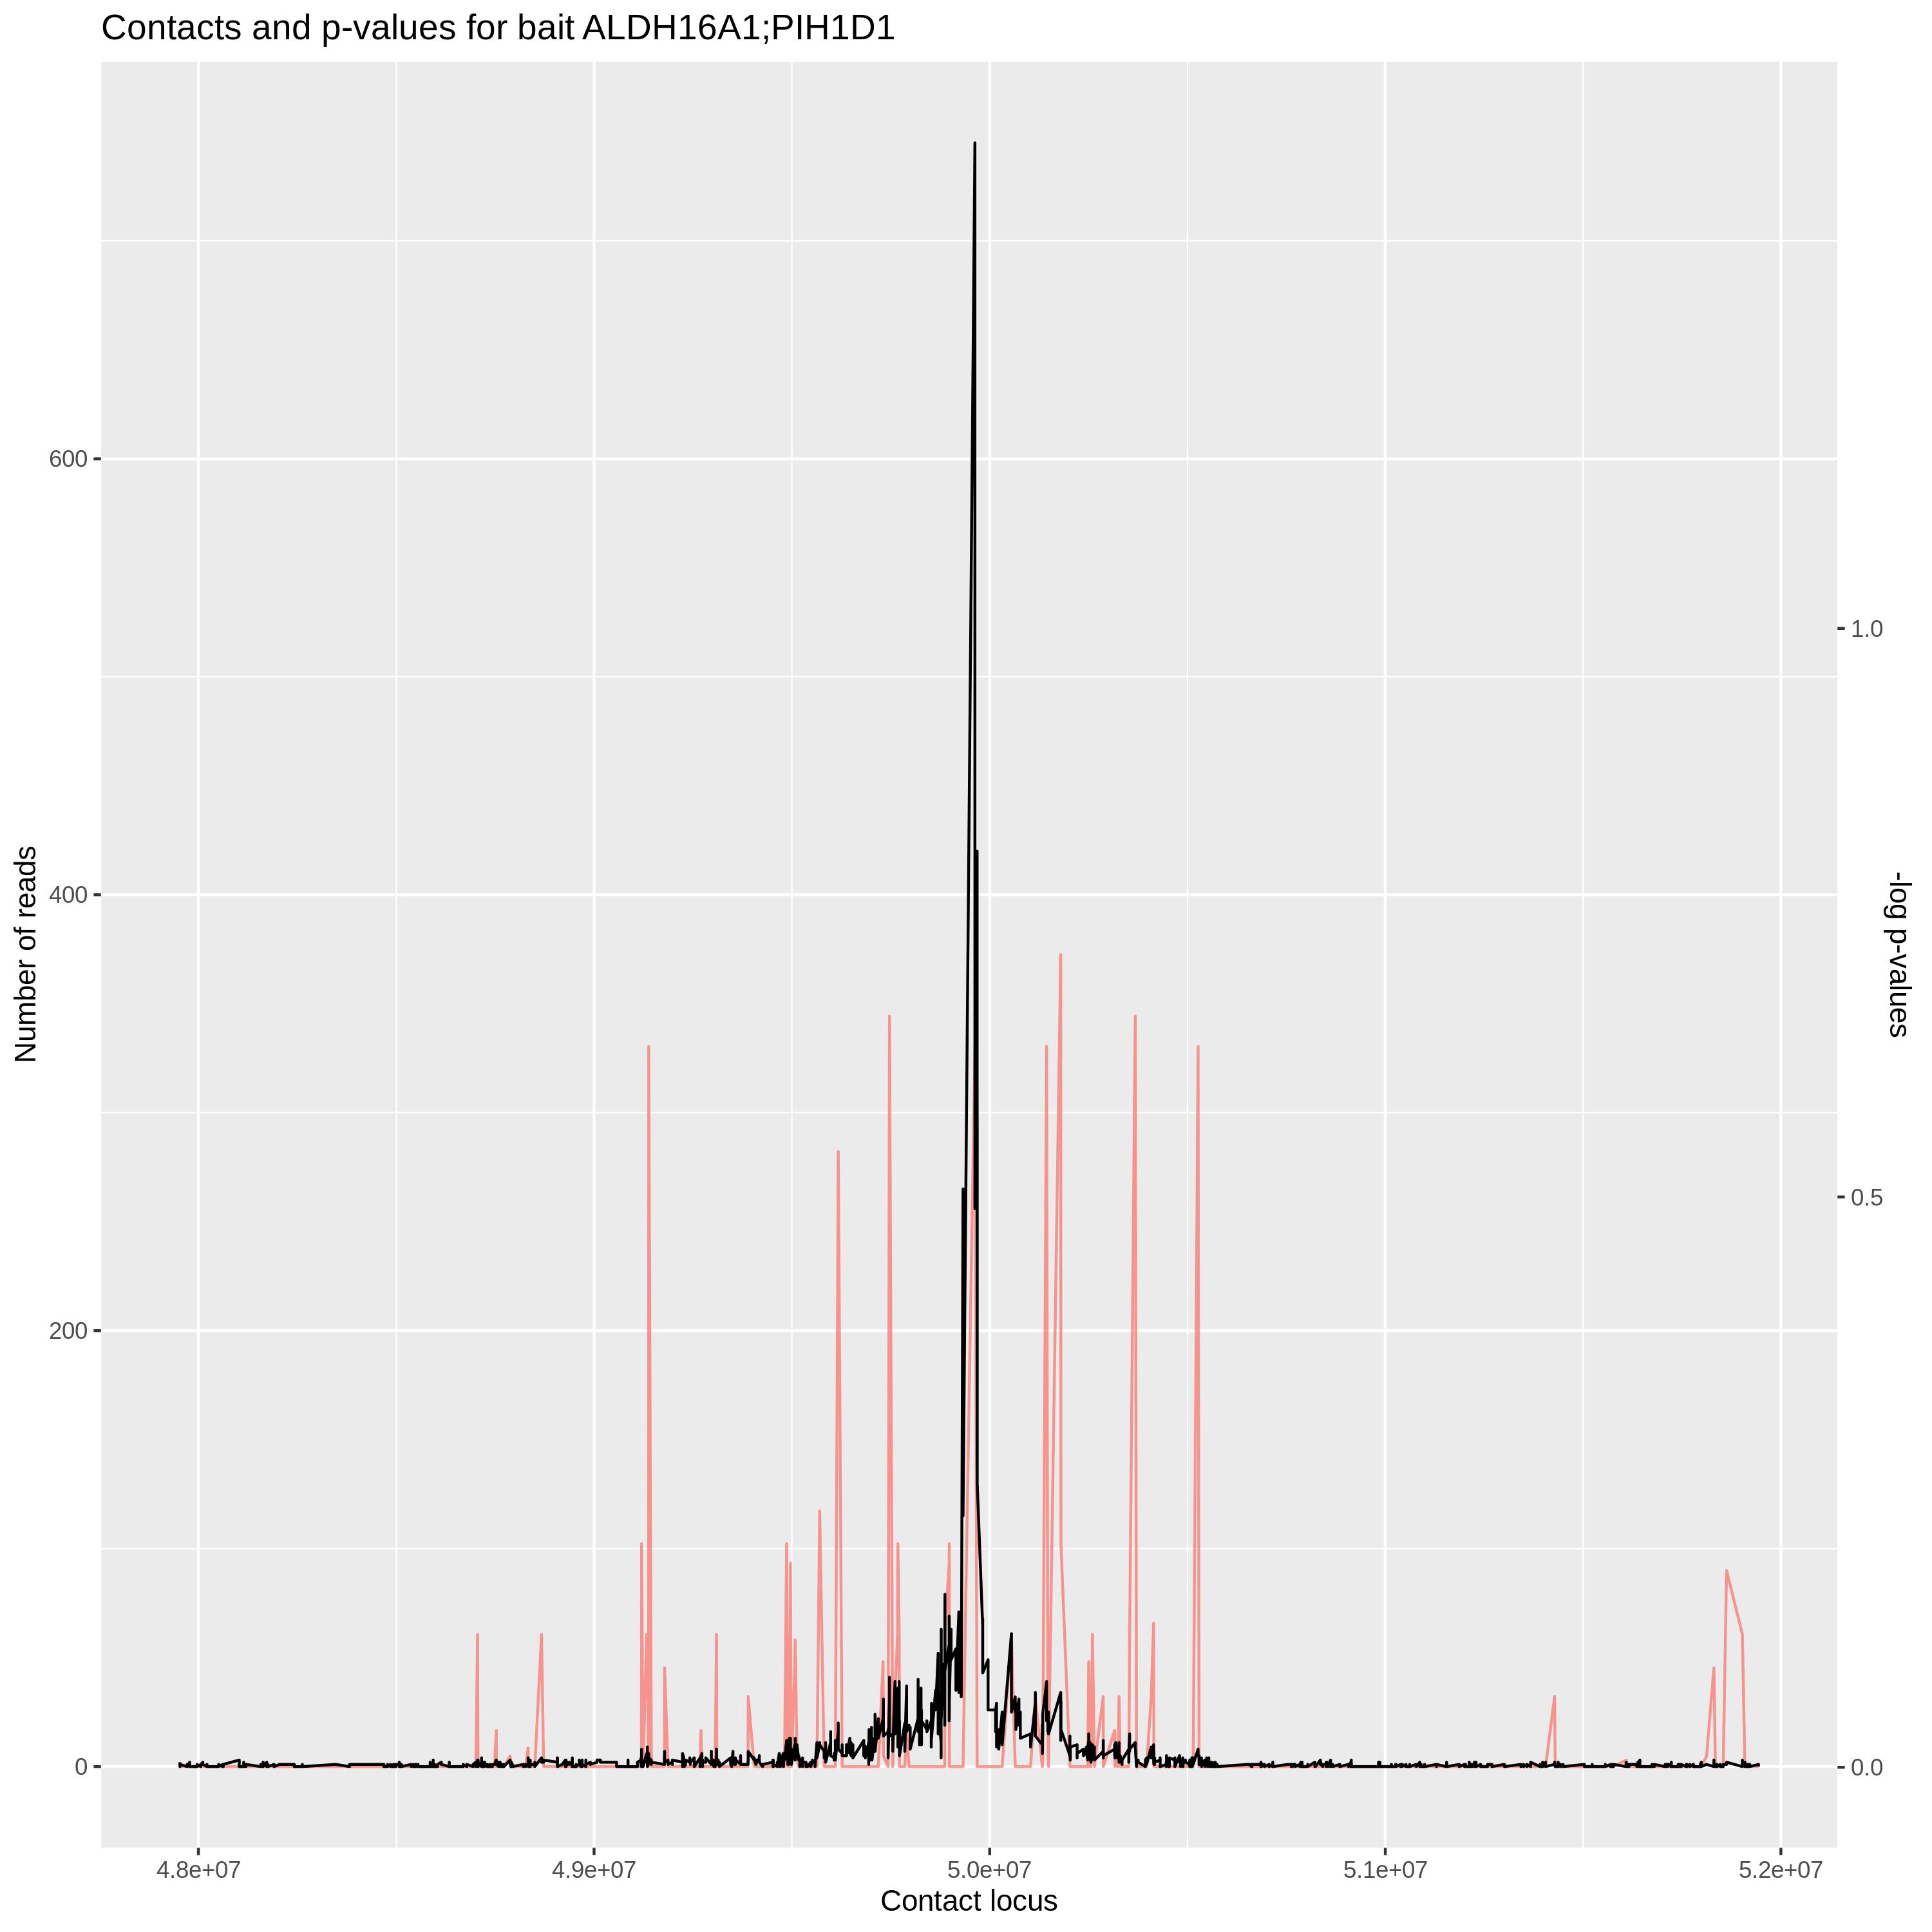 Contacts and p-values for bait ALDH16A1;PIH1D1
600
400
200
0
Number of reads
1.0
0.5
0.0
-log p-values
4.8e+07
4.9e+07
5.0e+07
5.1e+07
5.2e+07
Contact locus